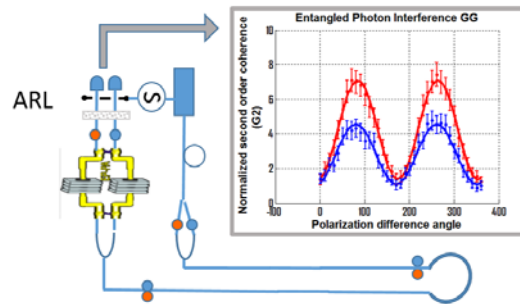 Entangled Photon Interference GG
Normalized second order coherence
(G2)
10
8
6
4
2
0
-100
0
100
200
300
400
Polarization difference angle
ARL
S